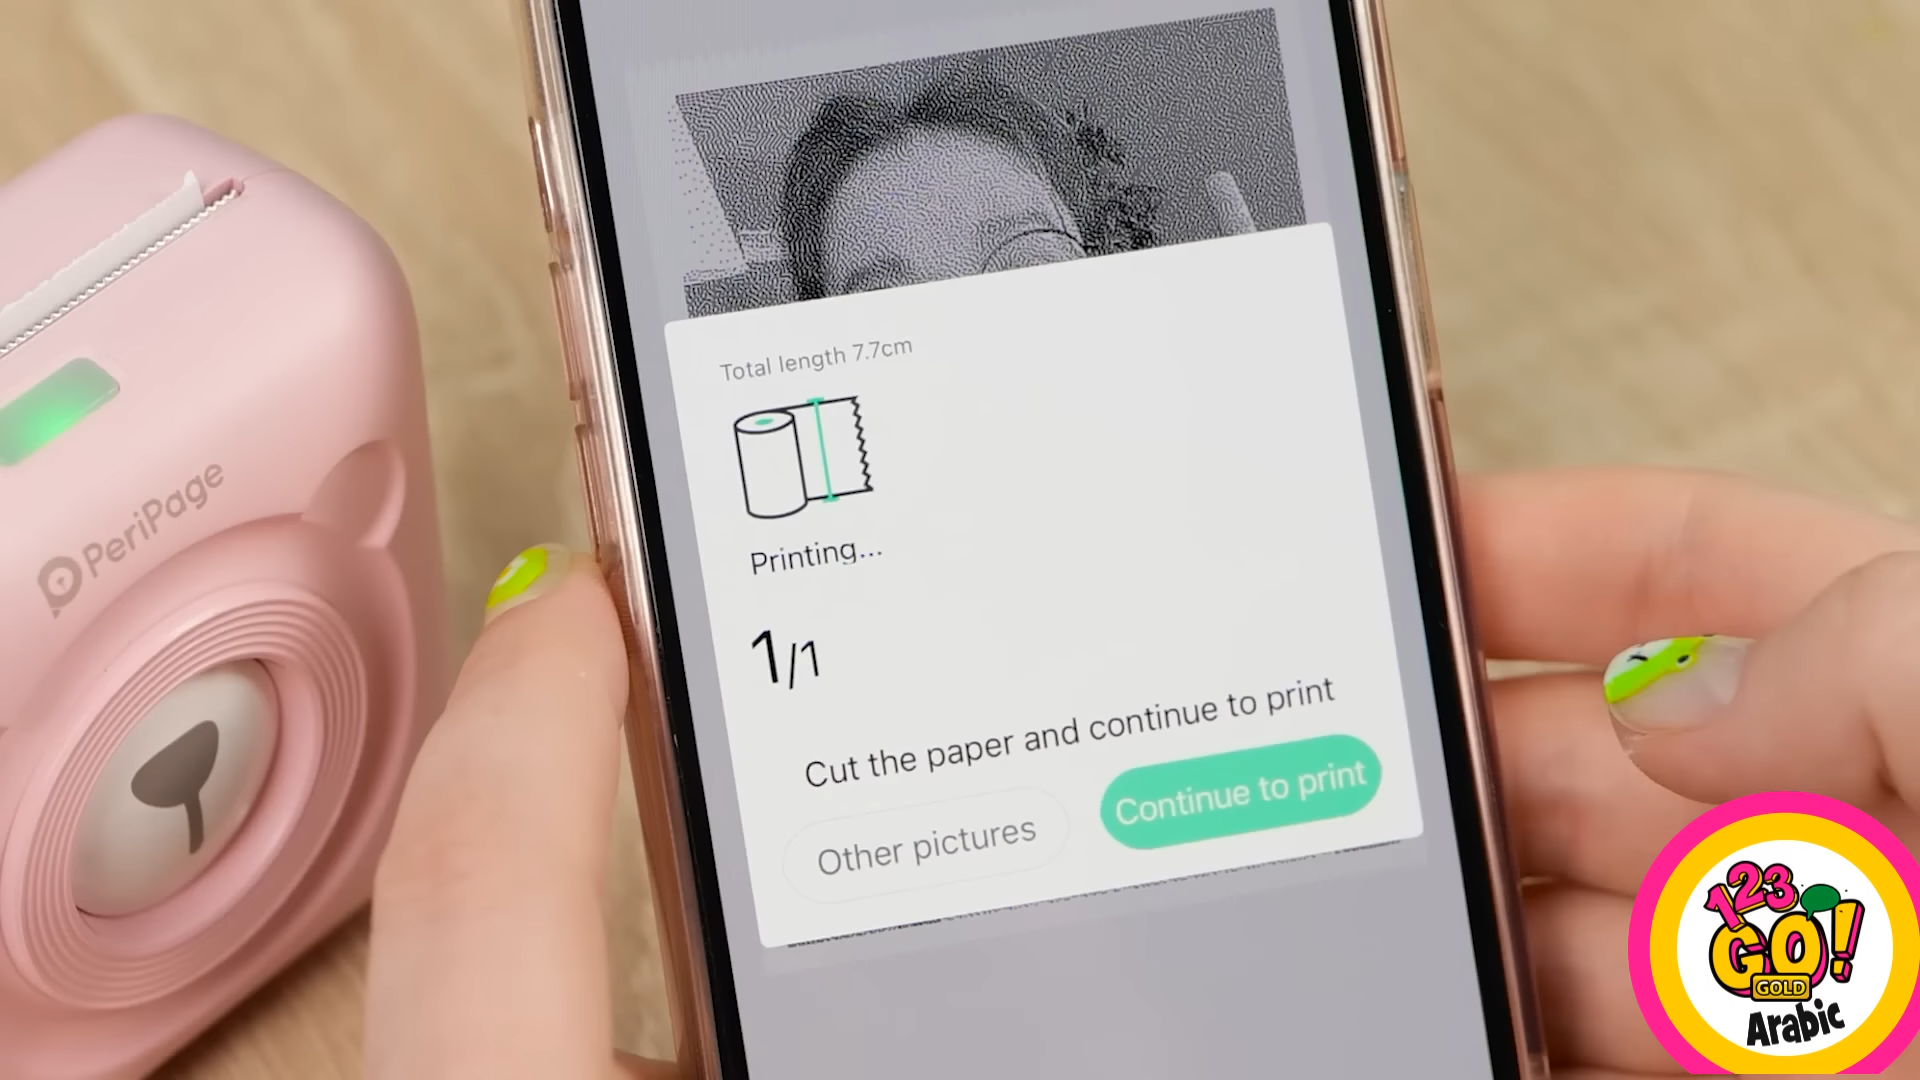 Total length 7.7cm
PeriPage
Printing...
1/1
Cut the paper and continue to print
Other pictures
Continue to print
123
GO!
GOLD
Arabic